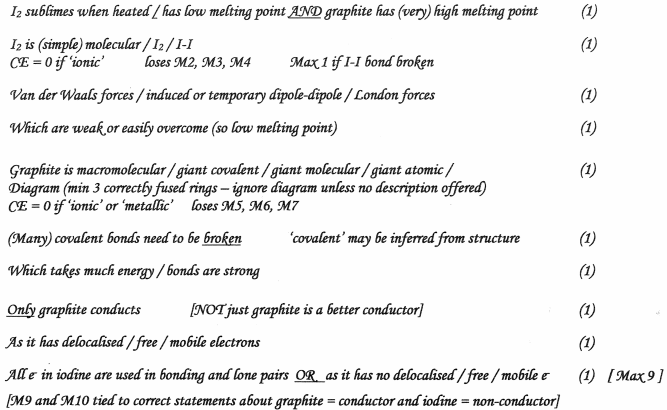 I₂ sublimes when heated / has low melting point AND graphite has (very) high melting point (1)
I₂ is (simple) molecular / I₂ / I-I (1)
CE = 0 if 'ionic' loses M2, M3, M4 Max 1 if I-I bond broken
Van der Waals forces / induced or temporary dipole-dipole / London forces (1)
Which are weak or easily overcome (so low melting point) (1)
Graphite is macromolecular / giant covalent / giant molecular / giant atomic / (1)
Diagram (min 3 correctly fused rings – ignore diagram unless no description offered)
CE = 0 if 'ionic' or 'metallic' loses M5, M6, M7
(Many) covalent bonds need to be broken 'covalent' may be inferred from structure (1)
Which takes much energy / bonds are strong (1)
Only graphite conducts [NOT just graphite is a better conductor] (1)
As it has delocalised / free / mobile electrons (1)
All e⁻ in iodine are used in bonding and lone pairs OR as it has no delocalised / free / mobile e⁻ (1) [Max 9]
[M9 and M10 tied to correct statements about graphite = conductor and iodine = non-conductor]